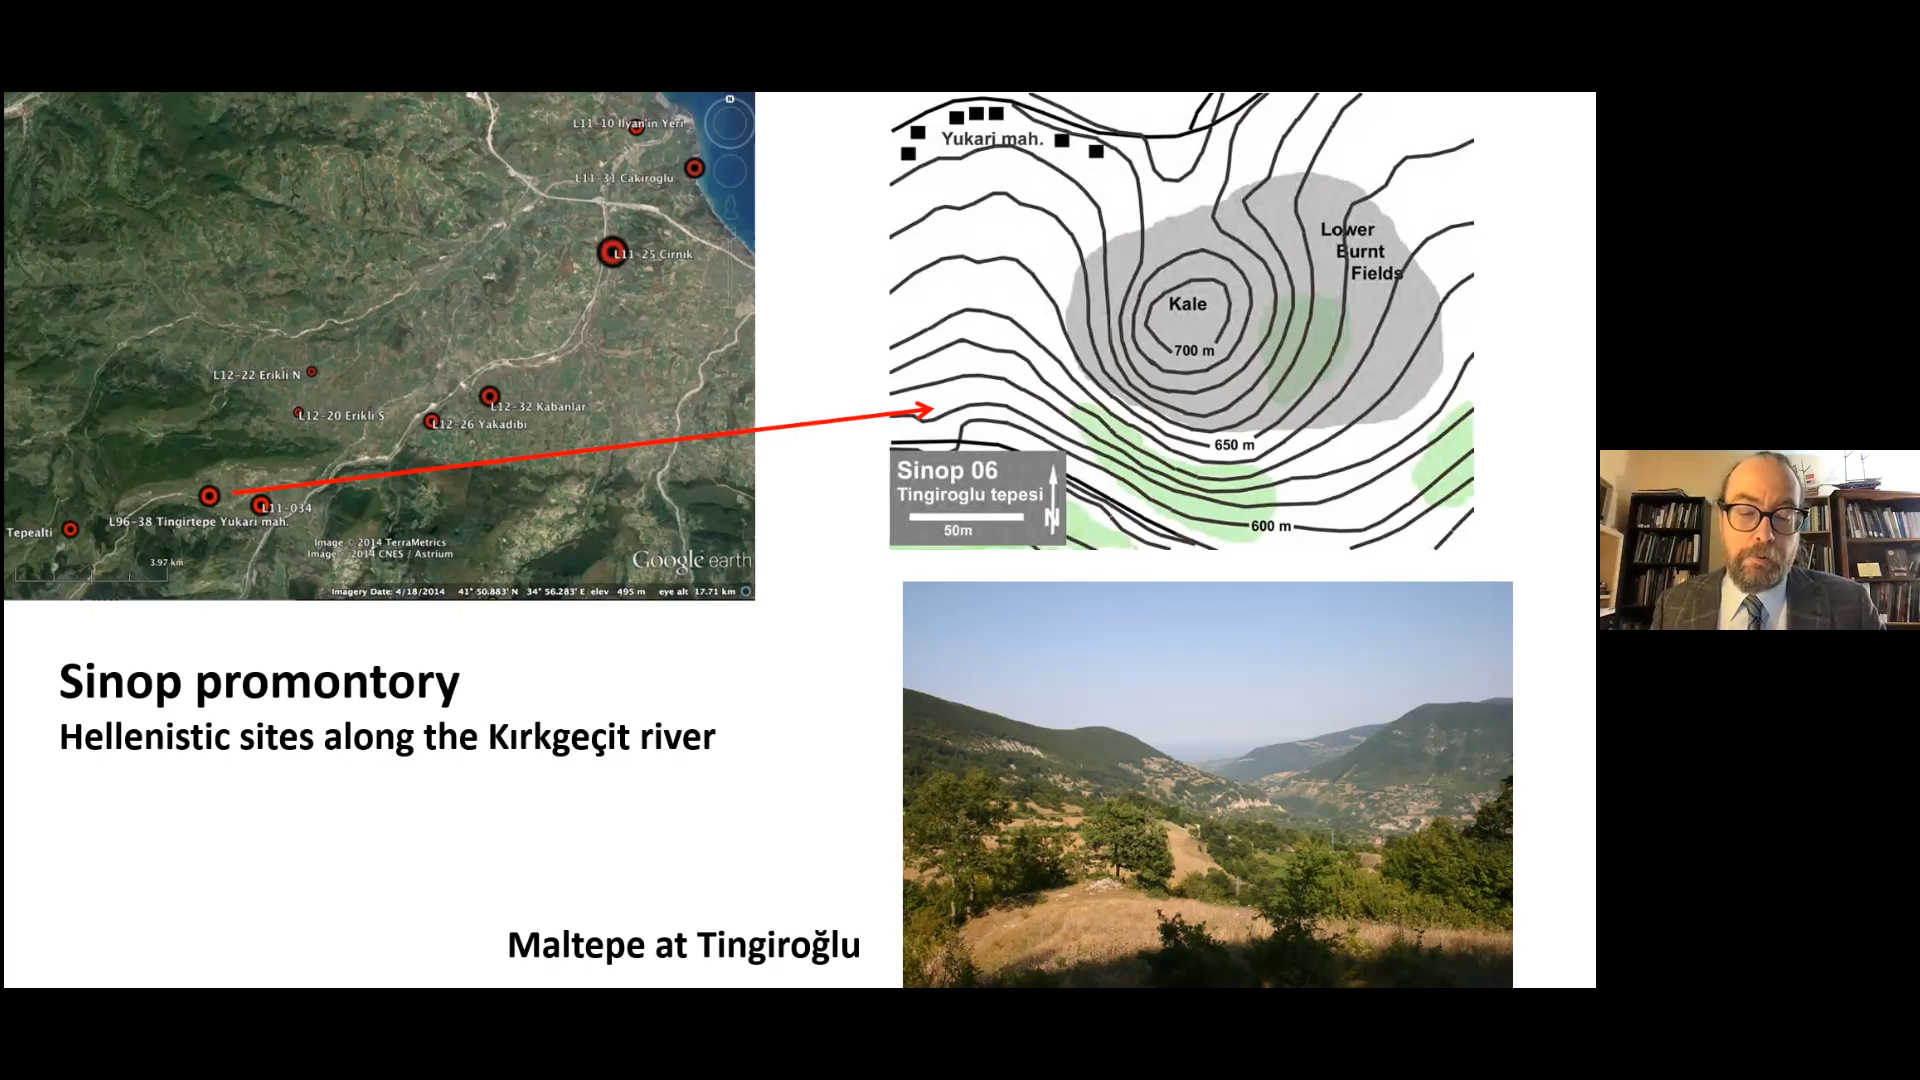 N
L11-10 Ilyan'in Yeri
L11-31 Cakiroglu
L11-25 Cirnik
L12-22 Erikli N
L12-20 Erikli S
L12-32 Kabanlar
L12-26 Yakadibi
L11-034
L96-38 Tingirtepe Yukari mah.
Tepealti
3.97 km
Image © 2014 TerraMetrics
Image © 2014 CNES / Astrium
Google earth
Imagery Date: 4/18/2014 41° 50.883' N 34° 56.283' E elev 495 m eye alt 17.71 km
Yukari mah.
Lower
Burnt
Fields
Kale
700 m
650 m
600 m
Sinop 06
Tingiroglu tepesi
50m
N
Sinop promontory
Hellenistic sites along the Kırkgeçit river
Maltepe at Tingiroğlu